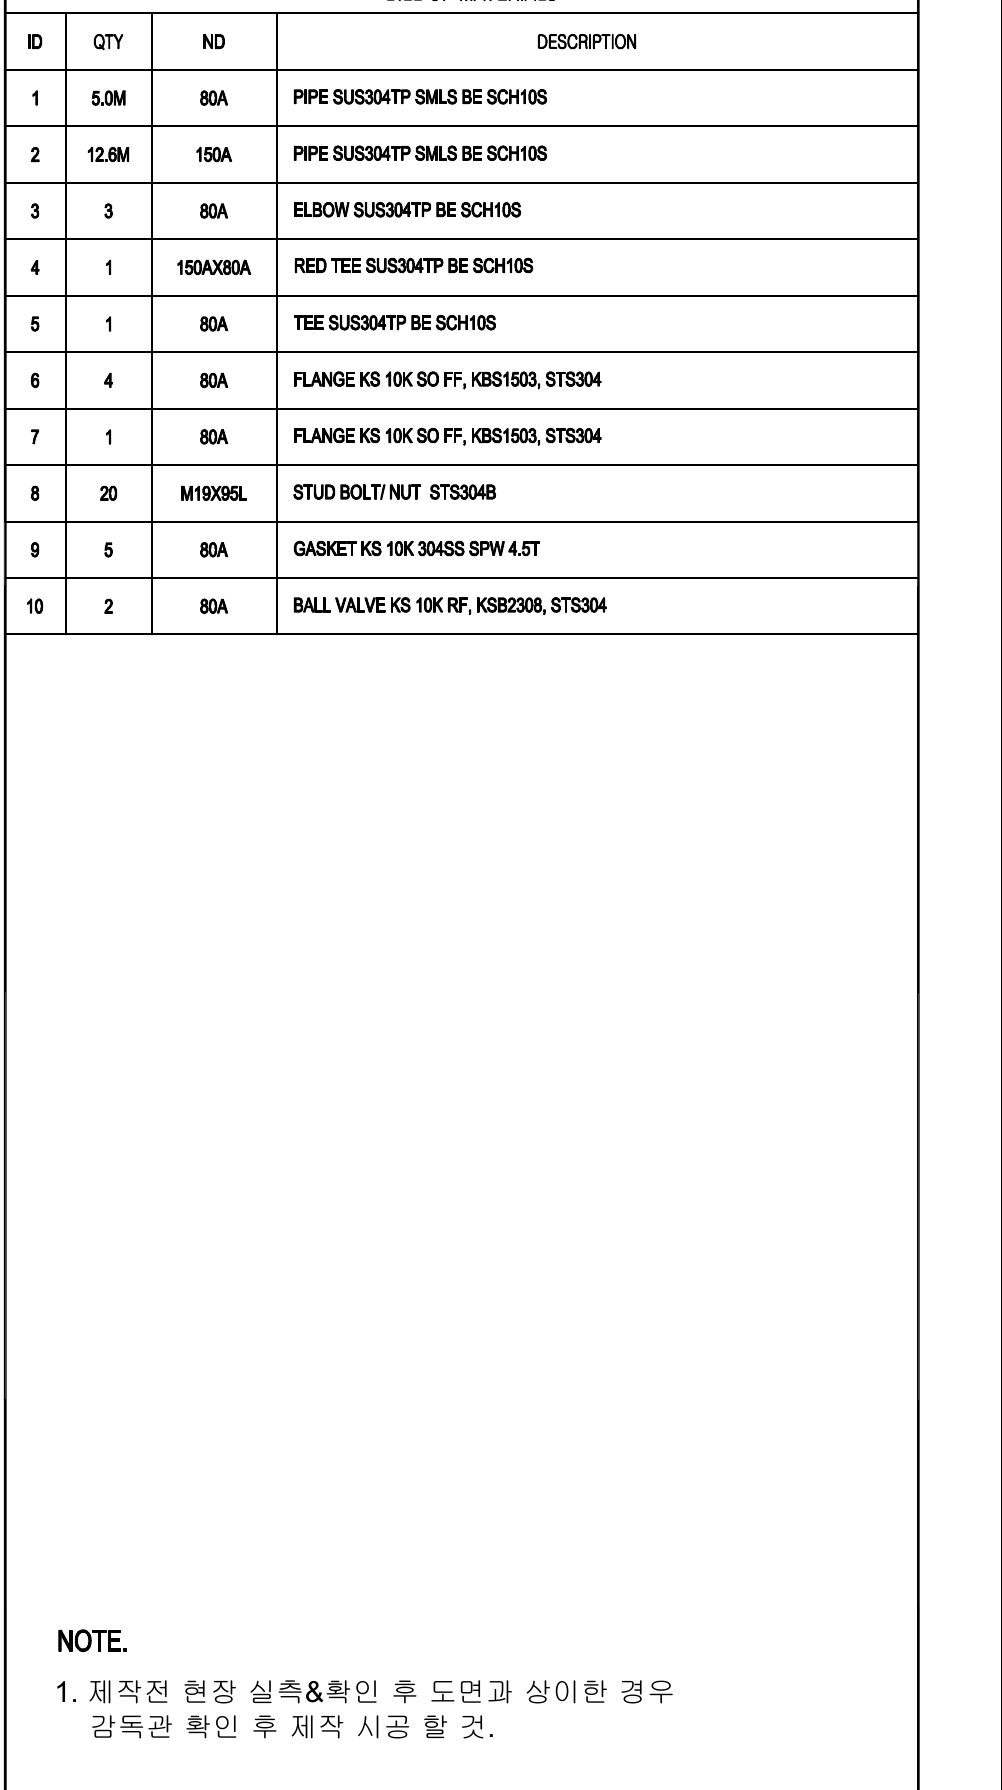 ID QTY ND DESCRIPTION
1 5.0M 80A PIPE SUS304TP SMLS BE SCH10S
2 12.6M 150A PIPE SUS304TP SMLS BE SCH10S
3 3 80A ELBOW SUS304TP BE SCH10S
4 1 150AX80A RED TEE SUS304TP BE SCH10S
5 1 80A TEE SUS304TP BE SCH10S
6 4 80A FLANGE KS 10K SO FF, KBS1503, STS304
7 1 80A FLANGE KS 10K SO FF, KBS1503, STS304
8 20 M19X95L STUD BOLT/ NUT STS304B
9 5 80A GASKET KS 10K 304SS SPW 4.5T
10 2 80A BALL VALVE KS 10K RF, KSB2308, STS304
NOTE.
1. 제작전 현장 실측&확인 후 도면과 상이한 경우
감독관 확인 후 제작 시공 할 것.